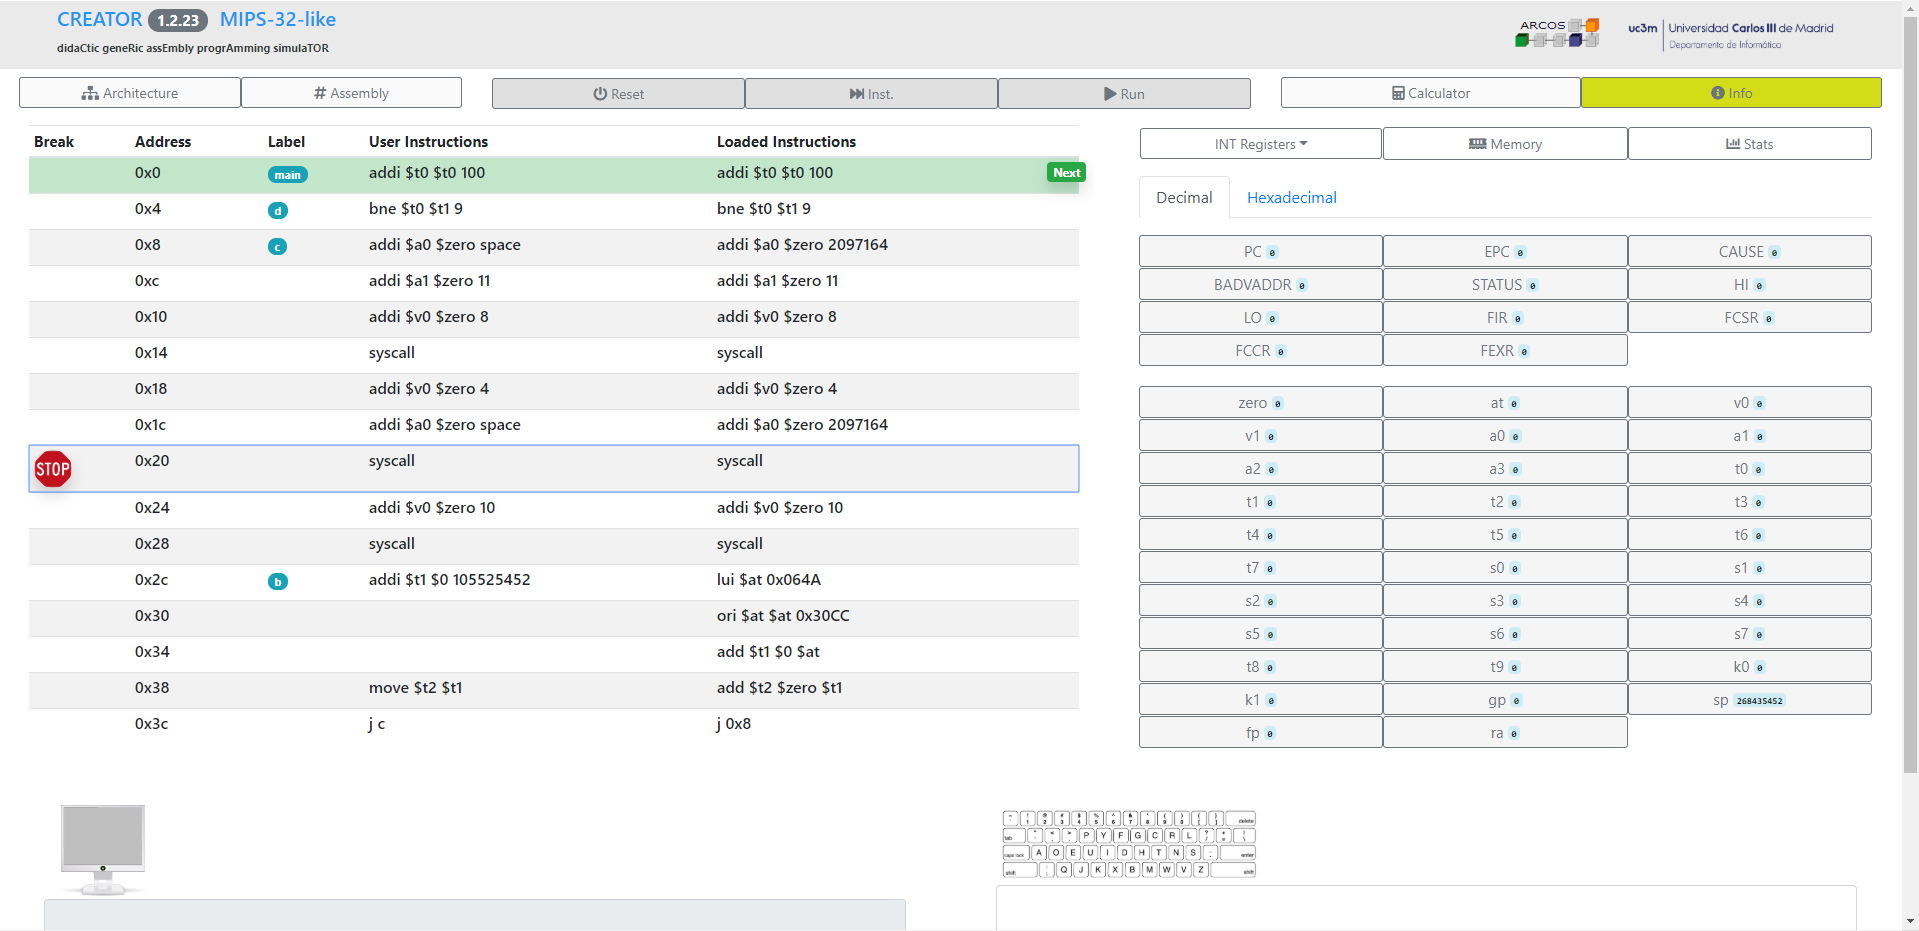 CREATOR 1.2.23 MIPS-32-like
didaCtic geneRic assEmbly progrAmming simulaTOR
ARCOS
uc3m Universidad Carlos III de Madrid
Departamento de Informática
Architecture # Assembly Reset Inst. Run Calculator Info
Break Address Label User Instructions Loaded Instructions
0x0 main addi $t0 $t0 100 addi $t0 $t0 100 Next
0x4 d bne $t0 $t1 9 bne $t0 $t1 9
0x8 c addi $a0 $zero space addi $a0 $zero 2097164
0xc addi $a1 $zero 11 addi $a1 $zero 11
0x10 addi $v0 $zero 8 addi $v0 $zero 8
0x14 syscall syscall
0x18 addi $v0 $zero 4 addi $v0 $zero 4
0x1c addi $a0 $zero space addi $a0 $zero 2097164
STOP 0x20 syscall syscall
0x24 addi $v0 $zero 10 addi $v0 $zero 10
0x28 syscall syscall
0x2c b addi $t1 $0 105525452 lui $at 0x064A
0x30 ori $at $at 0x30CC
0x34 add $t1 $0 $at
0x38 move $t2 $t1 add $t2 $zero $t1
0x3c j c j 0x8
INT Registers Memory Stats
Decimal Hexadecimal
PC 0 EPC 0 CAUSE 0
BADVADDR 0 STATUS 0 HI 0
LO 0 FIR 0 FCSR 0
FCCR 0 FEXR 0
zero 0 at 0 v0 0
v1 0 a0 0 a1 0
a2 0 a3 0 t0 0
t1 0 t2 0 t3 0
t4 0 t5 0 t6 0
t7 0 s0 0 s1 0
s2 0 s3 0 s4 0
s5 0 s6 0 s7 0
t8 0 t9 0 k0 0
k1 0 gp 0 sp 268435452
fp 0 ra 0
delete
tab P Y F G C R L
caps lock A O E U I D H T N S enter
shift Q J K X B M W V Z shift